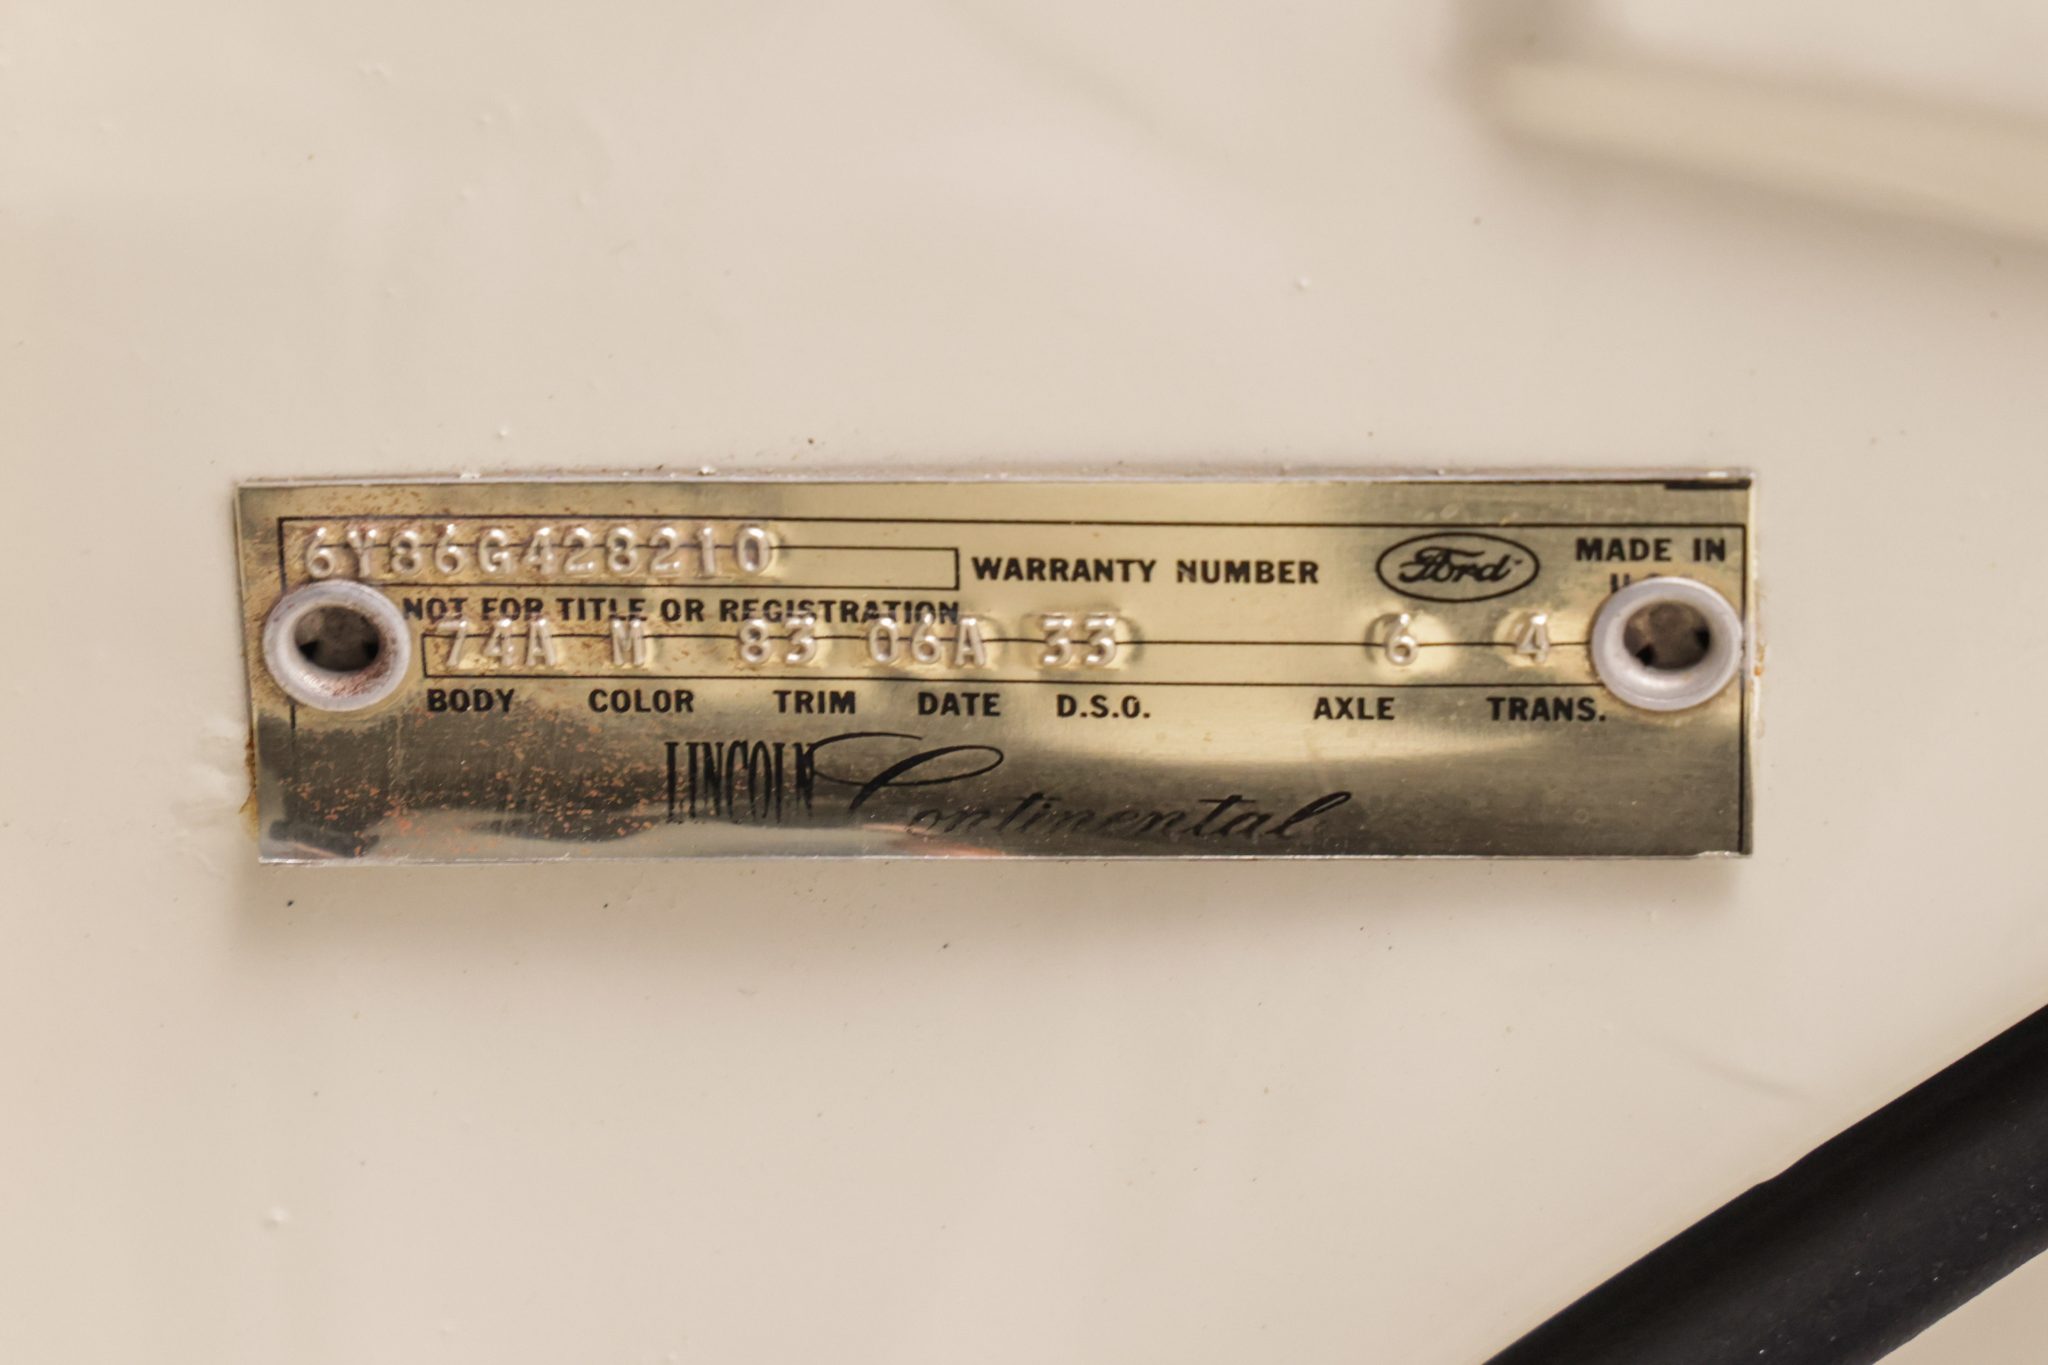 6Y86G428210 WARRANTY NUMBER Ford MADE IN
NOT FOR TITLE OR REGISTRATION
74A M 83 06A 33 6 4
BODY COLOR TRIM DATE D.S.O. AXLE TRANS.
LINCOLN Continental